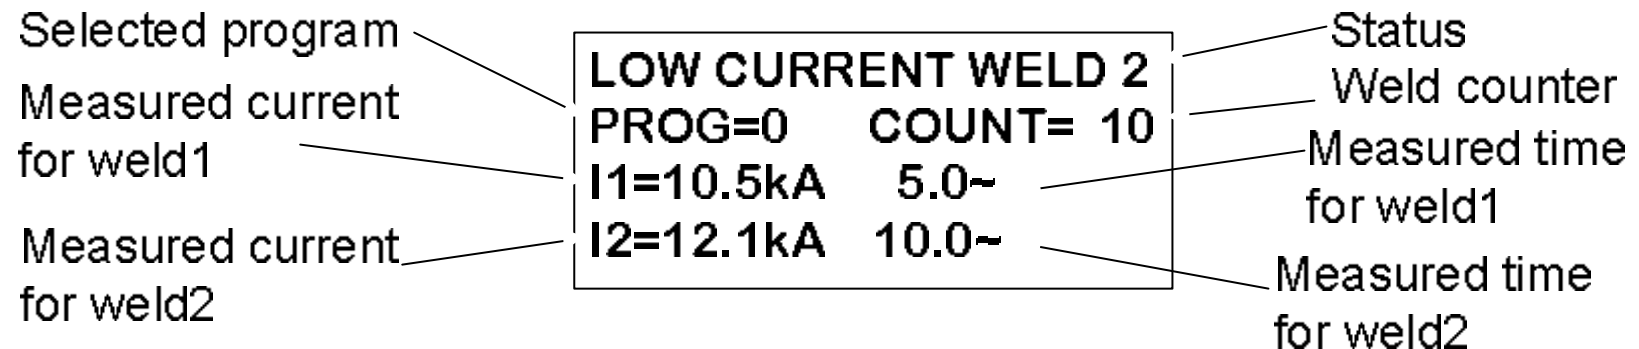 Selected program
Measured current
for weld1
Measured current
for weld2
LOW CURRENT WELD 2
PROG=0 COUNT= 10
I1=10.5kA 5.0~
I2=12.1kA 10.0~
Status
Weld counter
Measured time
for weld1
Measured time
for weld2